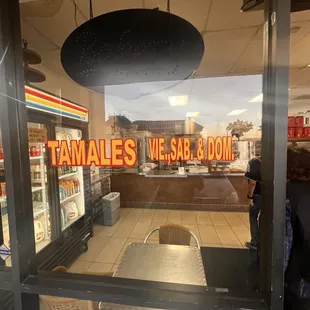 TAMALES VIE.,SAB. & DOM.